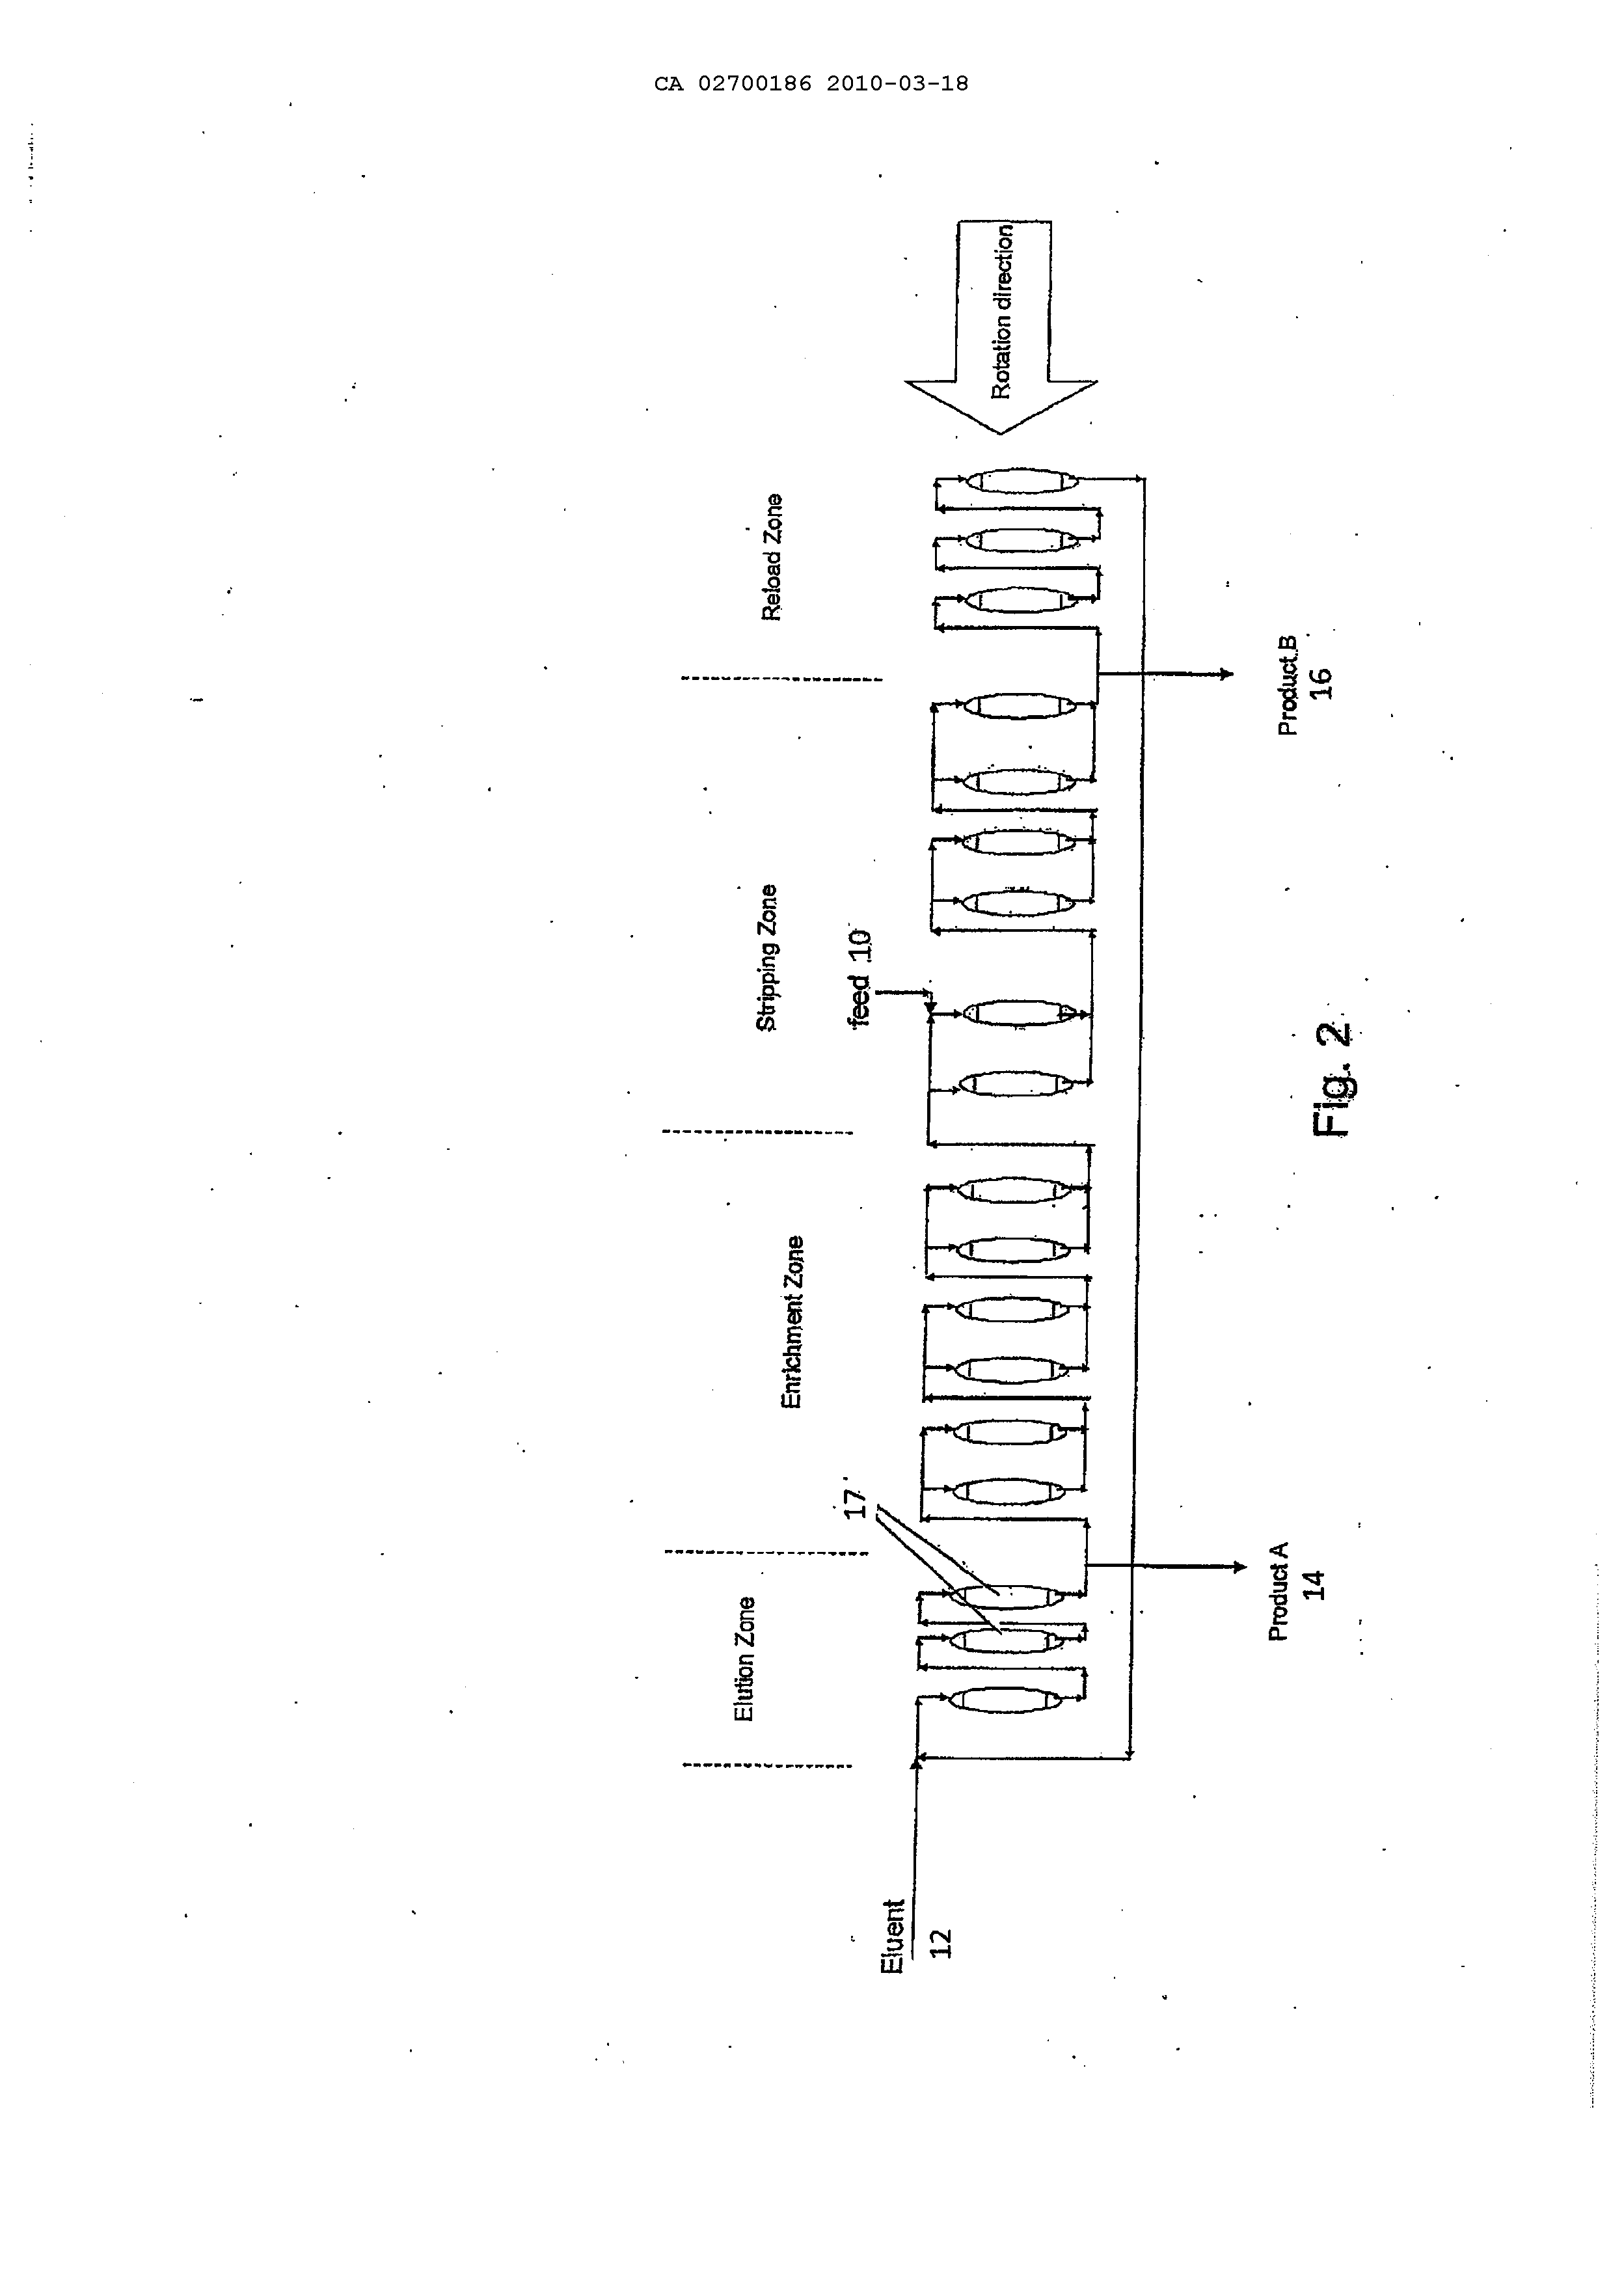 CA 02700186 2010-03-18
Elution Zone
Enrichment Zone
Stripping Zone
Reload Zone
Eluent
12
17
feed 10
Rotation direction
Product A
14
Product B
16
Fig. 2